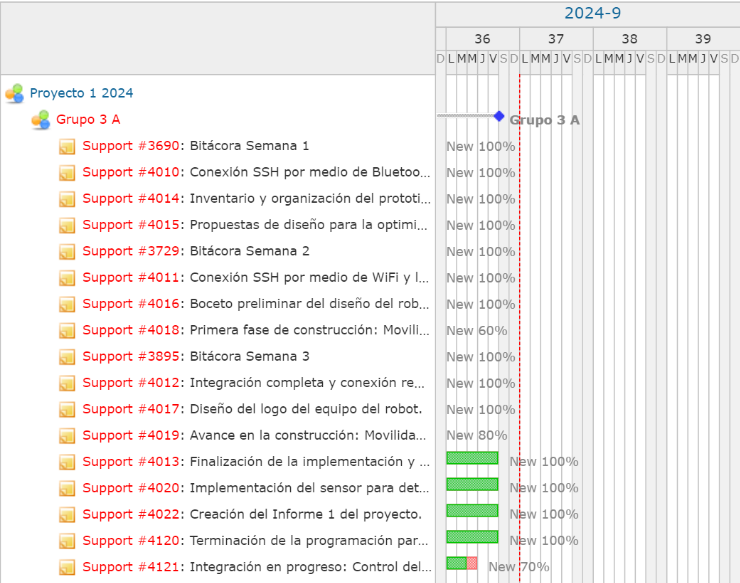 2024-9
36 37 38 39
D L M M J V S D L M M J V S D L M M J V S D L M M J V S D
Proyecto 1 2024
Grupo 3 A Grupo 3 A
Support #3690: Bitácora Semana 1 New 100%
Support #4010: Conexión SSH por medio de Bluetoo... New 100%
Support #4014: Inventario y organización del prototi... New 100%
Support #4015: Propuestas de diseño para la optimi... New 100%
Support #3729: Bitácora Semana 2 New 100%
Support #4011: Conexión SSH por medio de WiFi y l... New 100%
Support #4016: Boceto preliminar del diseño del rob... New 100%
Support #4018: Primera fase de construcción: Movili... New 60%
Support #3895: Bitácora Semana 3 New 100%
Support #4012: Integración completa y conexión re... New 100%
Support #4017: Diseño del logo del equipo del robot. New 100%
Support #4019: Avance en la construcción: Movilida... New 80%
Support #4013: Finalización de la implementación y ... New 100%
Support #4020: Implementación del sensor para det... New 100%
Support #4022: Creación del Informe 1 del proyecto. New 100%
Support #4120: Terminación de la programación par... New 100%
Support #4121: Integración en progreso: Control del... New 70%